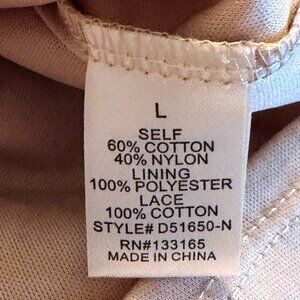 L
SELF
60% COTTON
40% NYLON
LINING
100% POLYESTER
LACE
100% COTTON
STYLE# D51650-N
RN#133165
MADE IN CHINA